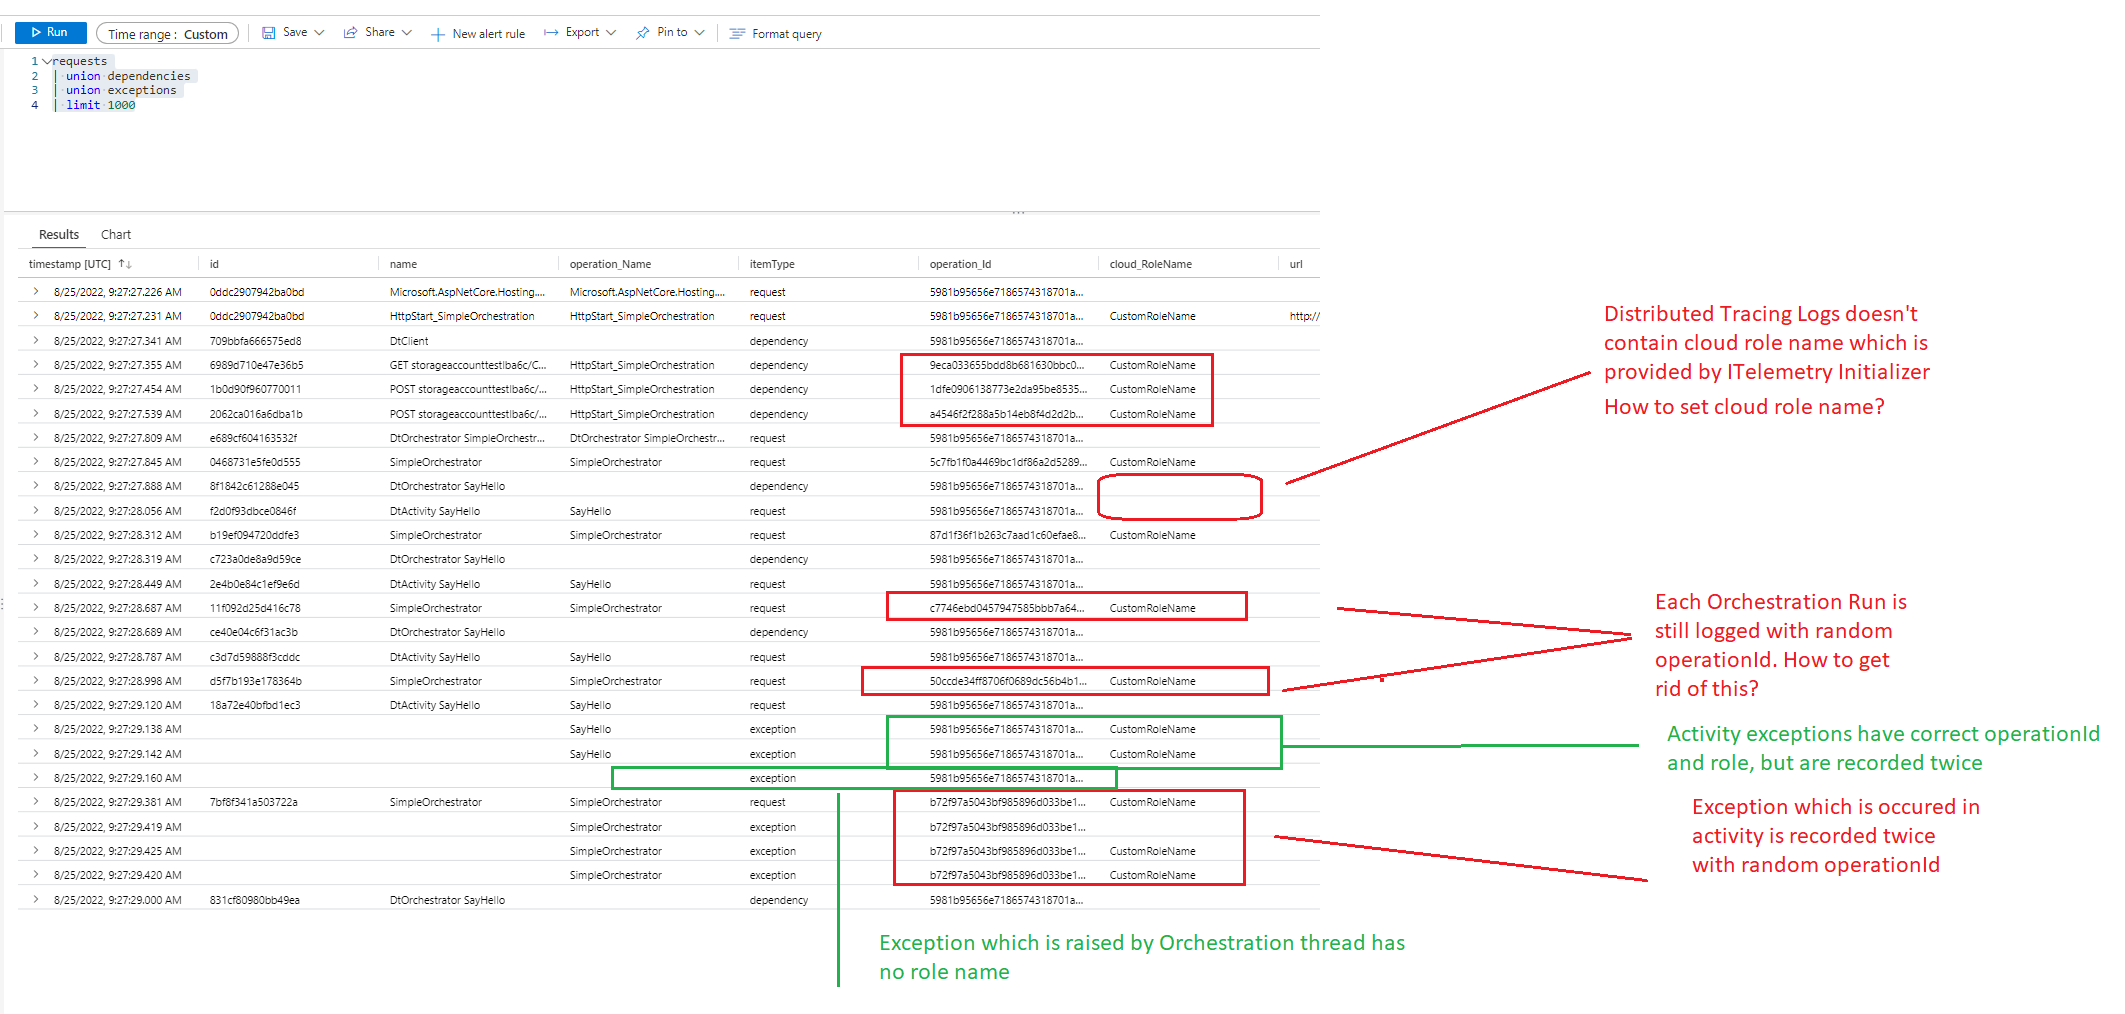 Run
Time range : Custom
Save
Share
New alert rule
Export
Pin to
Format query
1 requests
2 | union dependencies
3 | union exceptions
4 | limit 1000
...
Results Chart
timestamp [UTC] id name operation_Name itemType operation_Id cloud_RoleName url
8/25/2022, 9:27:27.226 AM 0ddc2907942ba0bd Microsoft.AspNetCore.Hosting.... Microsoft.AspNetCore.Hosting.... request 5981b95656e7186574318701a...
8/25/2022, 9:27:27.231 AM 0ddc2907942ba0bd HttpStart_SimpleOrchestration HttpStart_SimpleOrchestration request 5981b95656e7186574318701a... CustomRoleName http://
8/25/2022, 9:27:27.341 AM 709bbfa666575ed8 DtClient dependency 5981b95656e7186574318701a...
8/25/2022, 9:27:27.355 AM 6989d710e47e36b5 GET storageaccounttestlba6c/C... HttpStart_SimpleOrchestration dependency 9eca033655bdd8b681630bbc0... CustomRoleName
8/25/2022, 9:27:27.454 AM 1b0d90f960770011 POST storageaccounttestlba6c/... HttpStart_SimpleOrchestration dependency 1dfe0906138773e2da95be8535... CustomRoleName
8/25/2022, 9:27:27.539 AM 2062ca016a6dba1b POST storageaccounttestlba6c/... HttpStart_SimpleOrchestration dependency a4546f2f288a5b14eb8f4d2d2b... CustomRoleName
8/25/2022, 9:27:27.809 AM e689cf604163532f DtOrchestrator SimpleOrchestr... DtOrchestrator SimpleOrchestr... request 5981b95656e7186574318701a...
8/25/2022, 9:27:27.845 AM 0468731e5fe0d555 SimpleOrchestrator SimpleOrchestrator request 5c7fb1f0a4469bc1df86a2d5289... CustomRoleName
8/25/2022, 9:27:27.888 AM 8f1842c61288e045 DtOrchestrator SayHello dependency 5981b95656e7186574318701a...
8/25/2022, 9:27:28.056 AM f2d0f93dbce0846f DtActivity SayHello SayHello request 5981b95656e7186574318701a...
8/25/2022, 9:27:28.312 AM b19ef094720ddfe3 SimpleOrchestrator SimpleOrchestrator request 87d1f36f1b263c7aad1c60efae8... CustomRoleName
8/25/2022, 9:27:28.319 AM c723a0de8a9d59ce DtOrchestrator SayHello dependency 5981b95656e7186574318701a...
8/25/2022, 9:27:28.449 AM 2e4b0e84c1ef9e6d DtActivity SayHello SayHello request 5981b95656e7186574318701a...
8/25/2022, 9:27:28.687 AM 11f092d25d416c78 SimpleOrchestrator SimpleOrchestrator request c7746ebd0457947585bbb7a64... CustomRoleName
8/25/2022, 9:27:28.689 AM ce40e04c6f31ac3b DtOrchestrator SayHello dependency 5981b95656e7186574318701a...
8/25/2022, 9:27:28.787 AM c3d7d59888f3cddc DtActivity SayHello SayHello request 5981b95656e7186574318701a...
8/25/2022, 9:27:28.998 AM d5f7b193e178364b SimpleOrchestrator SimpleOrchestrator request 50ccde34ff8706f0689dc56b4b1... CustomRoleName
8/25/2022, 9:27:29.120 AM 18a72e40bfbd1ec3 DtActivity SayHello SayHello request 5981b95656e7186574318701a...
8/25/2022, 9:27:29.138 AM SayHello exception 5981b95656e7186574318701a... CustomRoleName
8/25/2022, 9:27:29.142 AM SayHello exception 5981b95656e7186574318701a... CustomRoleName
8/25/2022, 9:27:29.160 AM exception 5981b95656e7186574318701a...
8/25/2022, 9:27:29.381 AM 7bf8f341a503722a SimpleOrchestrator SimpleOrchestrator request b72f97a5043bf985896d033be1... CustomRoleName
8/25/2022, 9:27:29.419 AM SimpleOrchestrator exception b72f97a5043bf985896d033be1...
8/25/2022, 9:27:29.425 AM SimpleOrchestrator exception b72f97a5043bf985896d033be1... CustomRoleName
8/25/2022, 9:27:29.420 AM SimpleOrchestrator exception b72f97a5043bf985896d033be1... CustomRoleName
8/25/2022, 9:27:29.000 AM 831cf80980bb49ea DtOrchestrator SayHello dependency 5981b95656e7186574318701a...
Distributed Tracing Logs doesn't
contain cloud role name which is
provided by ITelemetry Initializer
How to set cloud role name?
Each Orchestration Run is
still logged with random
operationId. How to get
rid of this?
Activity exceptions have correct operationId
and role, but are recorded twice
Exception which is occured in
activity is recorded twice
with random operationId
Exception which is raised by Orchestration thread has
no role name